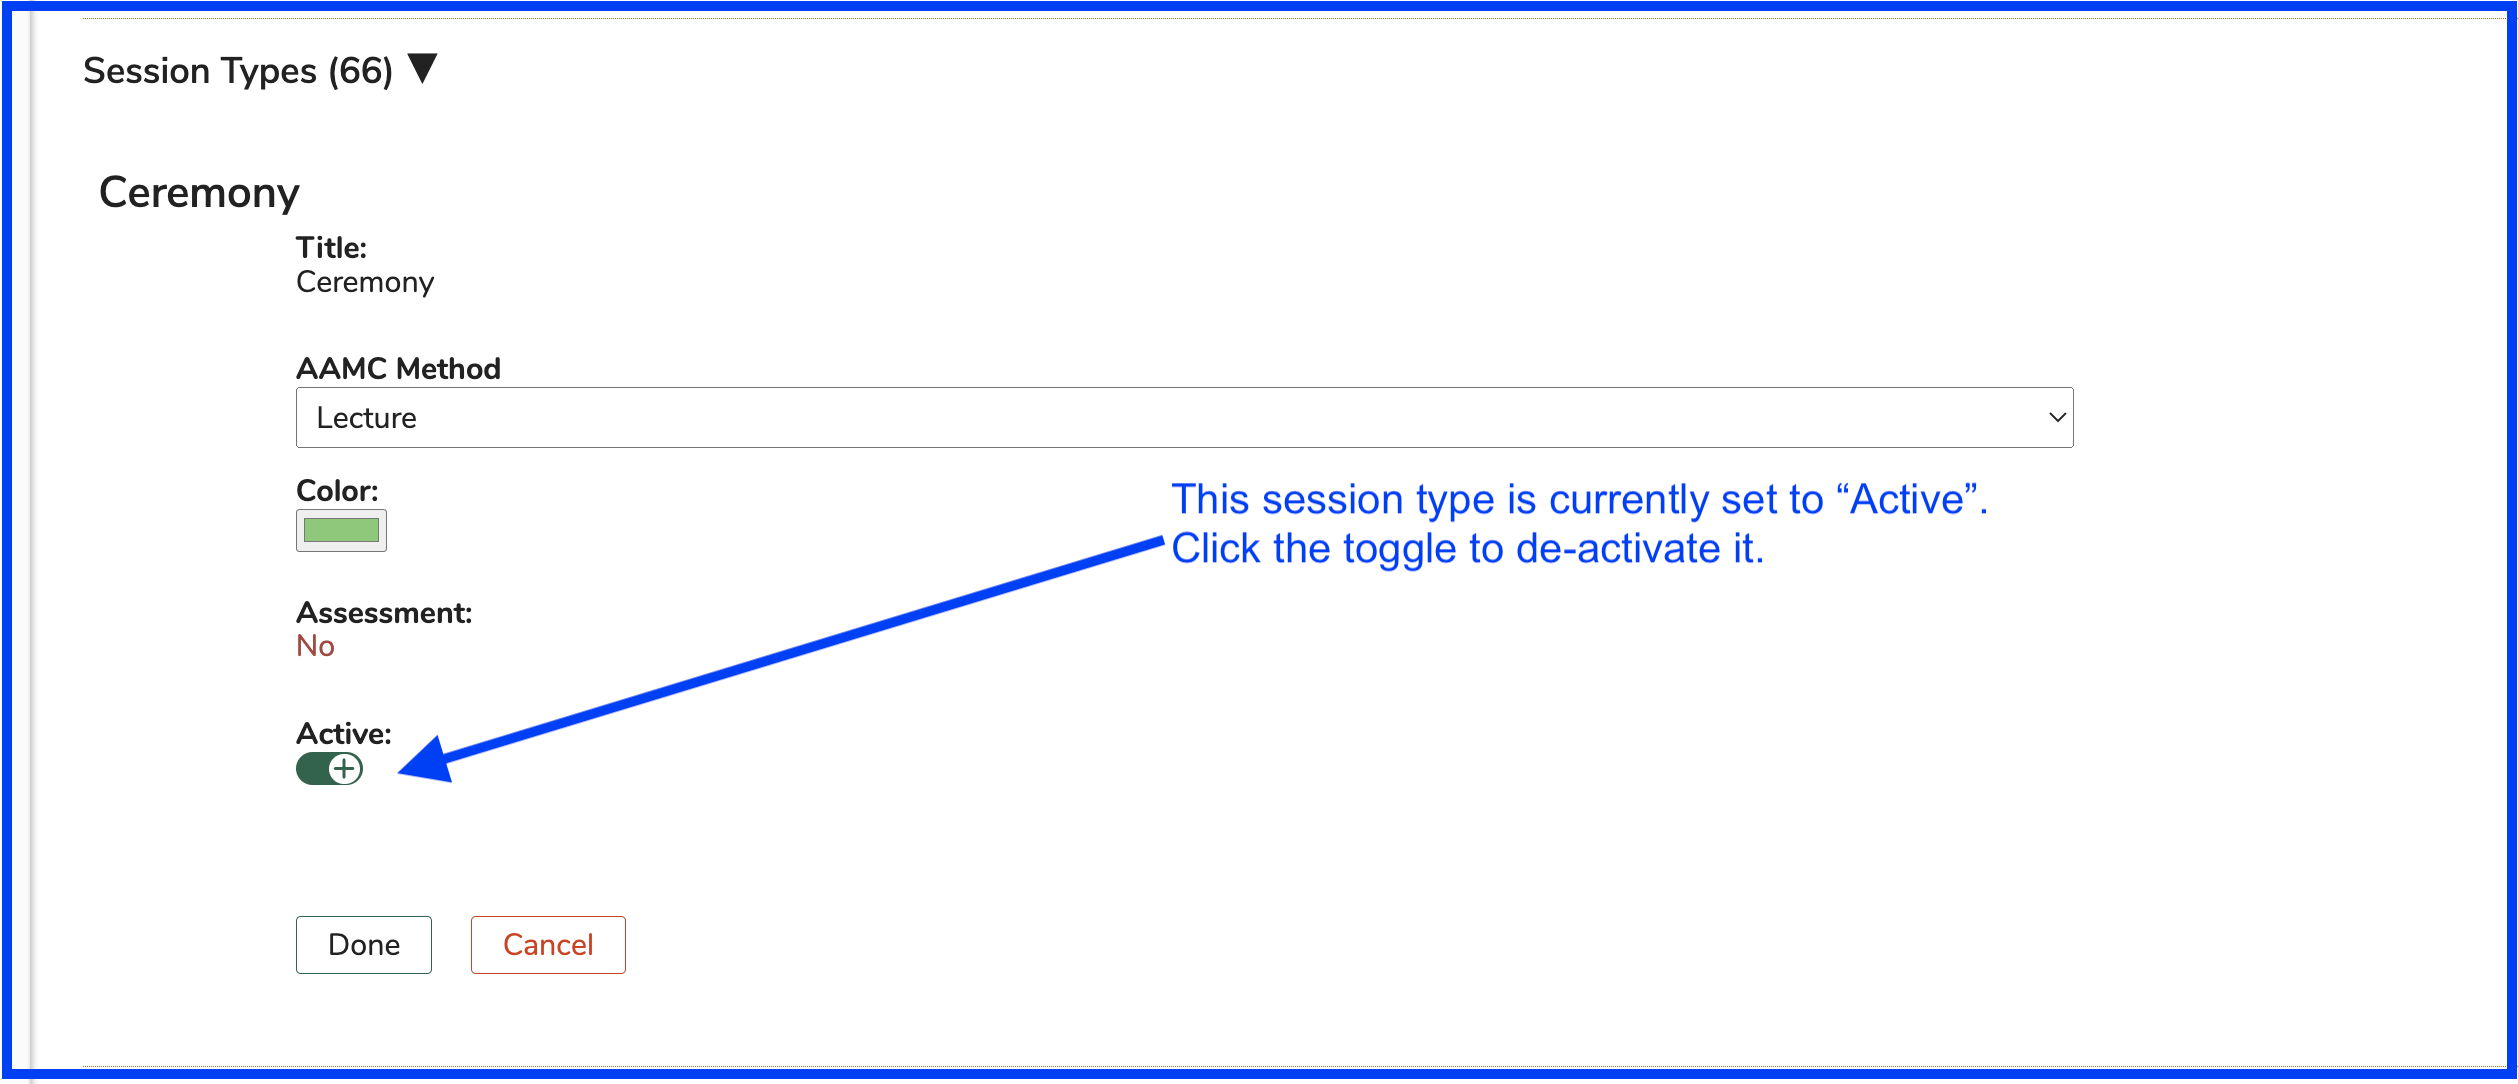 Session Types (66) ▼
Ceremony
Title:
Ceremony
AAMC Method
Lecture
Color:
This session type is currently set to “Active”.
Click the toggle to de-activate it.
Assessment:
No
Active:
Done
Cancel